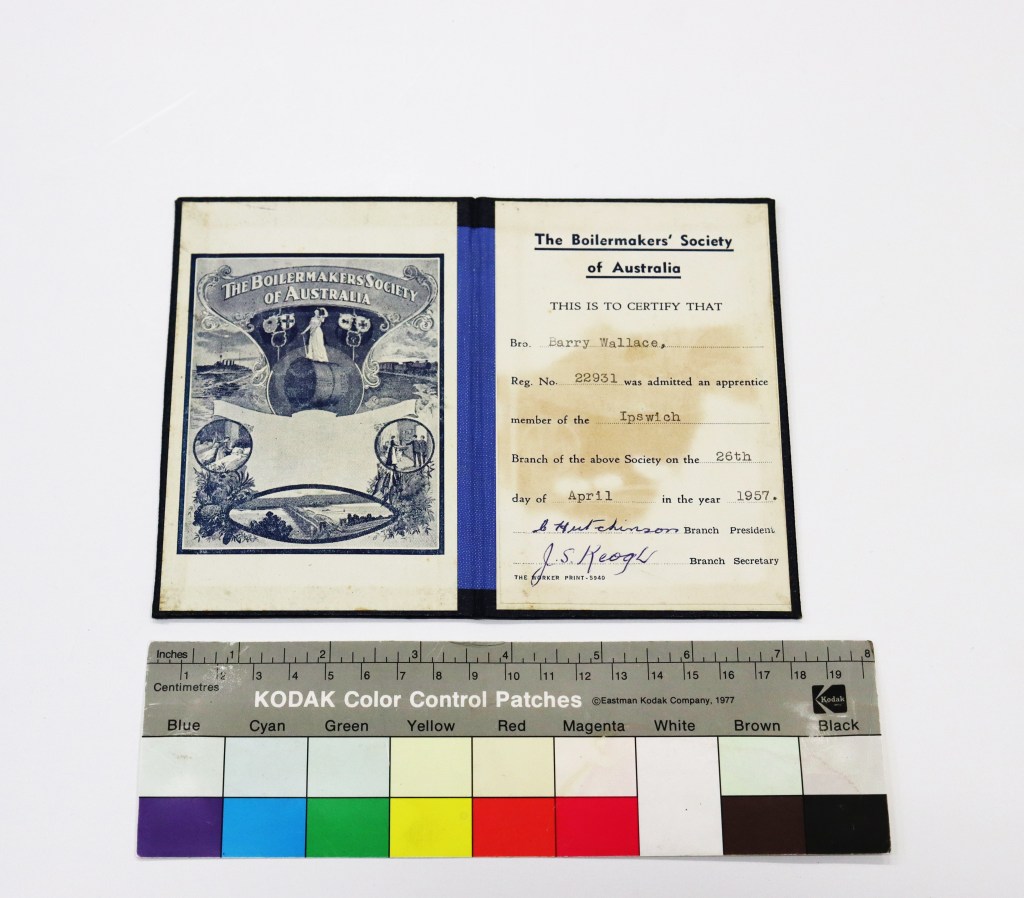 THE BOILERMAKERS SOCIETY
OF AUSTRALIA
The Boilermakers' Society
of Australia
THIS IS TO CERTIFY THAT
Bro. Barry Wallace,
Reg. No. 22931 was admitted an apprentice
member of the Ipswich
Branch of the above Society on the 26th
day of April in the year 1957.
C Hutchinson Branch President
J.S. Keogh Branch Secretary
THE WORKER PRINT-5940
Inches 1 2 3 4 5 6 7 8
1 2 3 4 5 6 7 8 9 10 11 12 13 14 15 16 17 18 19
Centimetres
KODAK Color Control Patches ©Eastman Kodak Company, 1977 Kodak
Blue Cyan Green Yellow Red Magenta White Brown Black